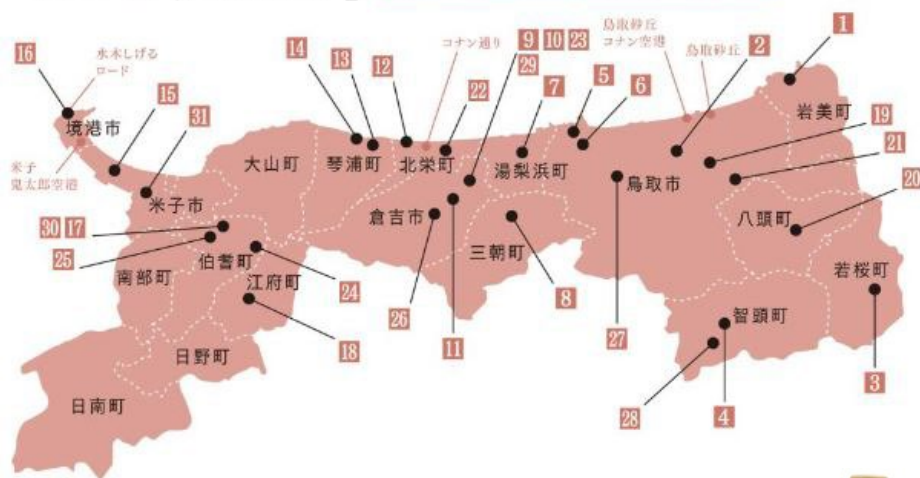 鳥取砂丘
コナン空港
鳥取砂丘
コナン通り
水木しげる
ロード
米子
鬼太郎空港
16
14
13
12
9 10 23
29
22
7
5
6
2
1
15
31
19
21
20
30 17
25
24
18
26
11
8
27
28
4
3
境港市
米子市
大山町
琴浦町
北栄町
湯梨浜町
鳥取市
岩美町
八頭町
若桜町
智頭町
倉吉市
三朝町
南部町
伯耆町
江府町
日野町
日南町